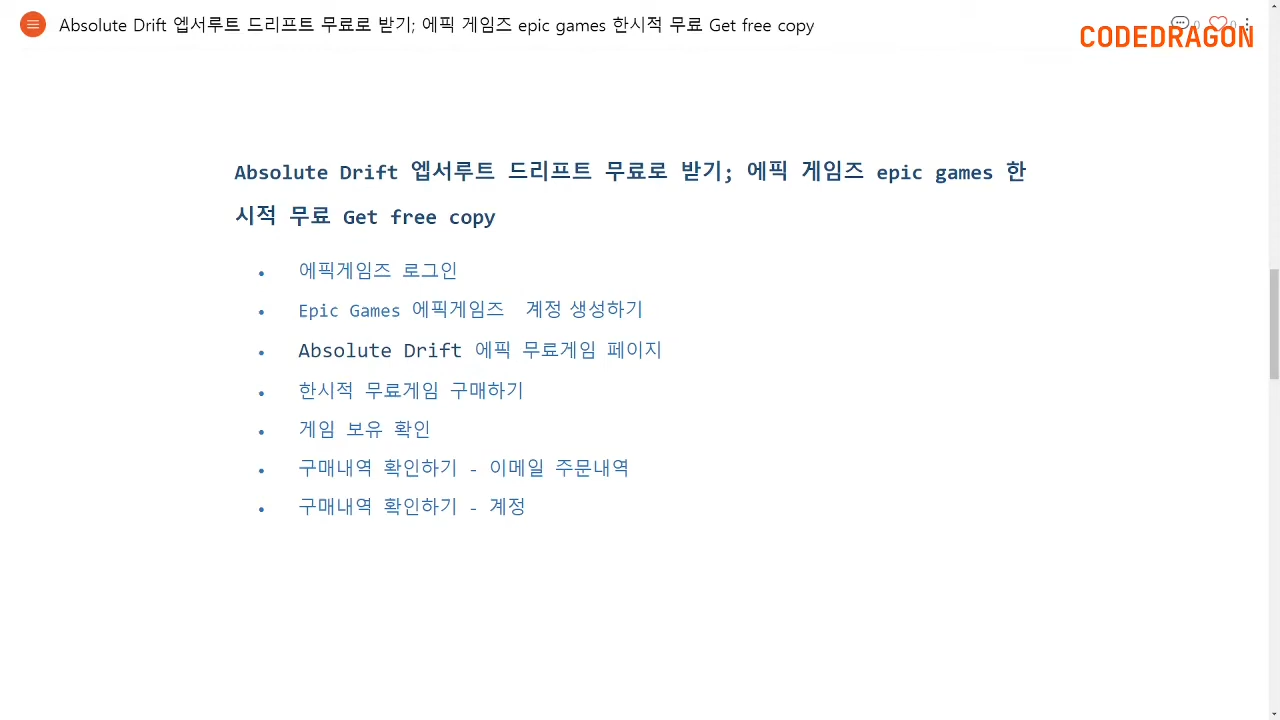 Absolute Drift 엡서루트 드리프트 무료로 받기; 에픽 게임즈 epic games 한시적 무료 Get free copy
0 0
CODEDRAGON
Absolute Drift 엡서루트 드리프트 무료로 받기; 에픽 게임즈 epic games 한
시적 무료 Get free copy
• 에픽게임즈 로그인
• Epic Games 에픽게임즈 계정 생성하기
• Absolute Drift 에픽 무료게임 페이지
• 한시적 무료게임 구매하기
• 게임 보유 확인
• 구매내역 확인하기 - 이메일 주문내역
• 구매내역 확인하기 - 계정